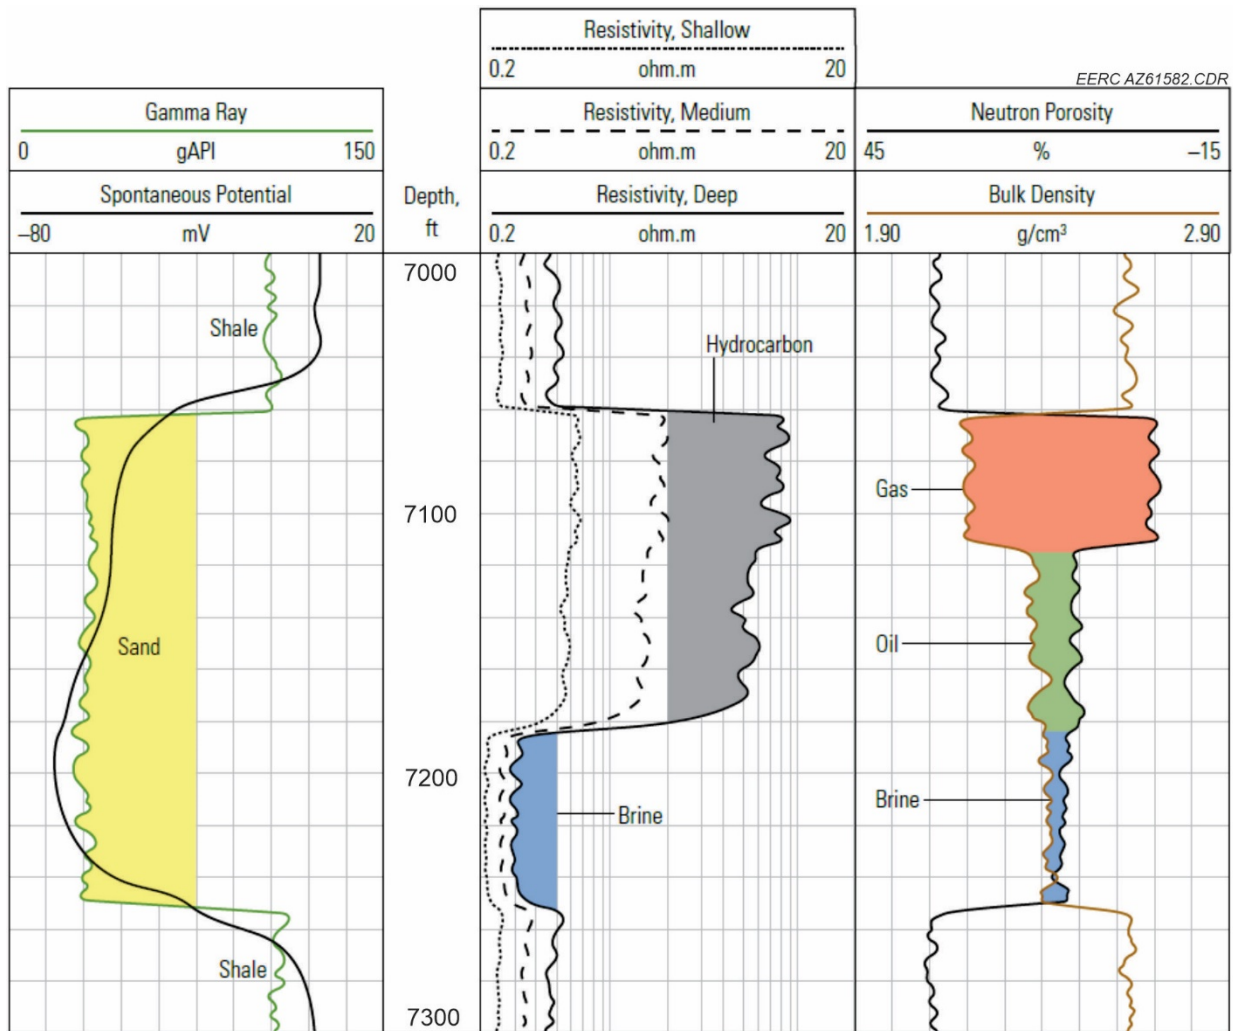 Resistivity, Shallow
0.2 ohm.m 20
EERC AZ61582.CDR
Gamma Ray
0 gAPI 150
Resistivity, Medium
0.2 ohm.m 20
Neutron Porosity
45 % –15
Spontaneous Potential
–80 mV 20
Depth,
ft
Resistivity, Deep
0.2 ohm.m 20
Bulk Density
1.90 g/cm³ 2.90
7000
Shale
Hydrocarbon
Gas
7100
Sand
Oil
7200
Brine
Brine
Shale
7300